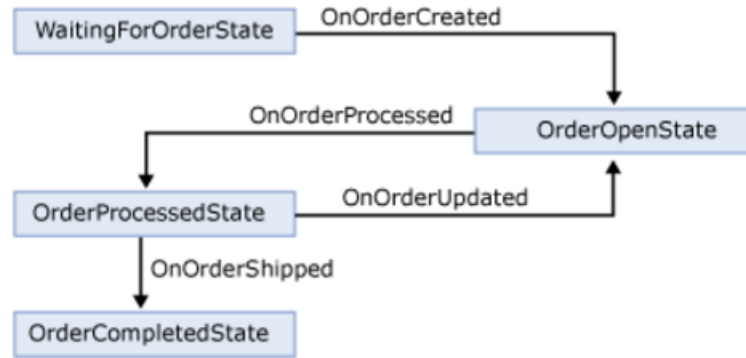 WaitingForOrderState
OnOrderCreated
OnOrderProcessed
OrderOpenState
OrderProcessedState
OnOrderUpdated
OnOrderShipped
OrderCompletedState